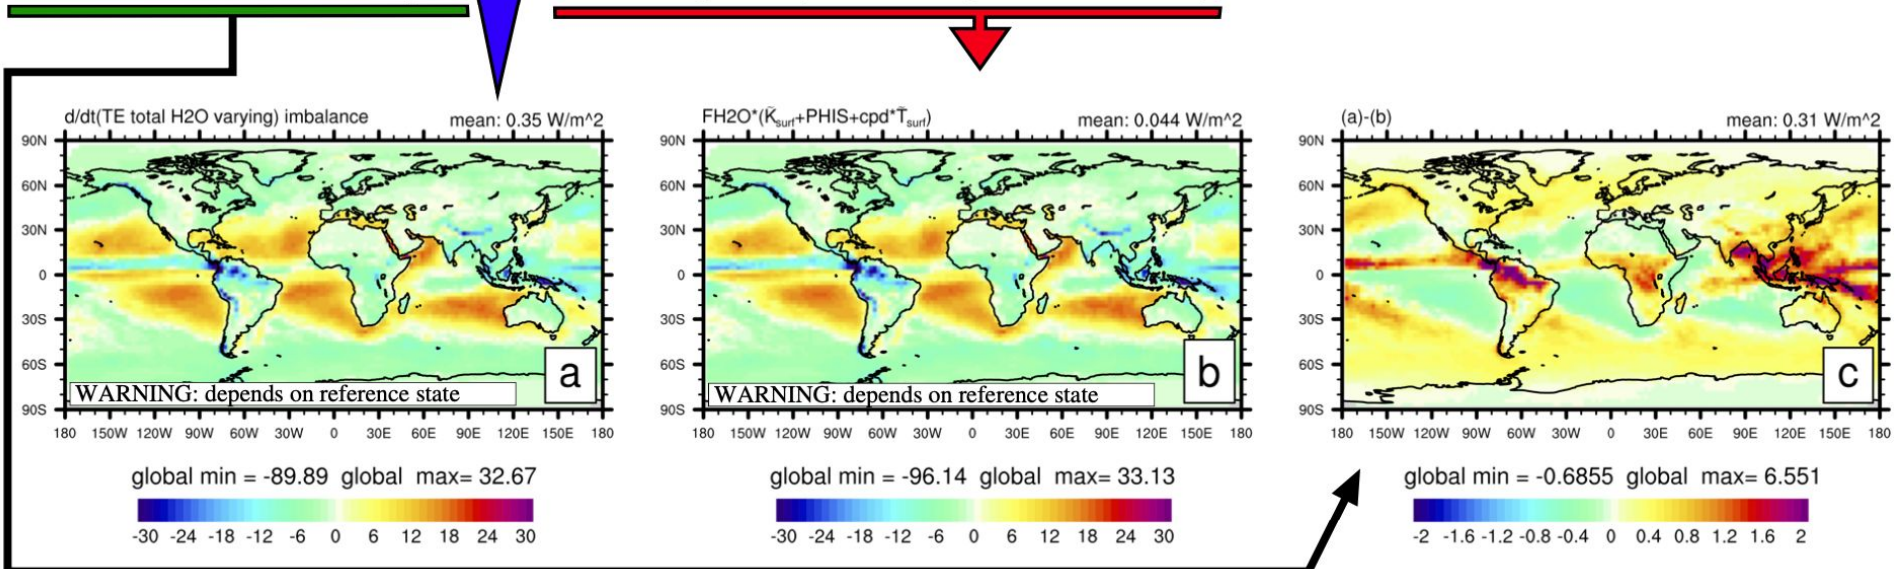 d/dt(TE total H2O varying) imbalance mean: 0.35 W/m^2
90N
60N
30N
0
30S
60S
90S
180 150W 120W 90W 60W 30W 0 30E 60E 90E 120E 150E 180
WARNING: depends on reference state
a
global min = -89.89 global max= 32.67
-30 -24 -18 -12 -6 0 6 12 18 24 30
FH2O*(K̃surf+PHIS+cpd*T̃surf) mean: 0.044 W/m^2
90N
60N
30N
0
30S
60S
90S
180 150W 120W 90W 60W 30W 0 30E 60E 90E 120E 150E 180
WARNING: depends on reference state
b
global min = -96.14 global max= 33.13
-30 -24 -18 -12 -6 0 6 12 18 24 30
(a)-(b) mean: 0.31 W/m^2
90N
60N
30N
0
30S
60S
90S
180 150W 120W 90W 60W 30W 0 30E 60E 90E 120E 150E 180
c
global min = -0.6855 global max= 6.551
-2 -1.6 -1.2 -0.8 -0.4 0 0.4 0.8 1.2 1.6 2